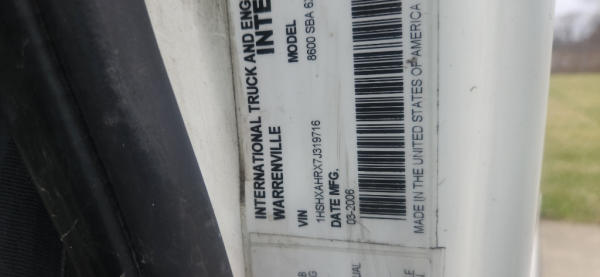 INTERNATIONAL TRUCK AND ENG
INTE
WARRENVILLE
MODEL
8600 SBA 6
VIN
1HSHXAHRX7J319716
DATE MFG.
03-2006
MADE IN THE UNITED STATES OF AMERICA